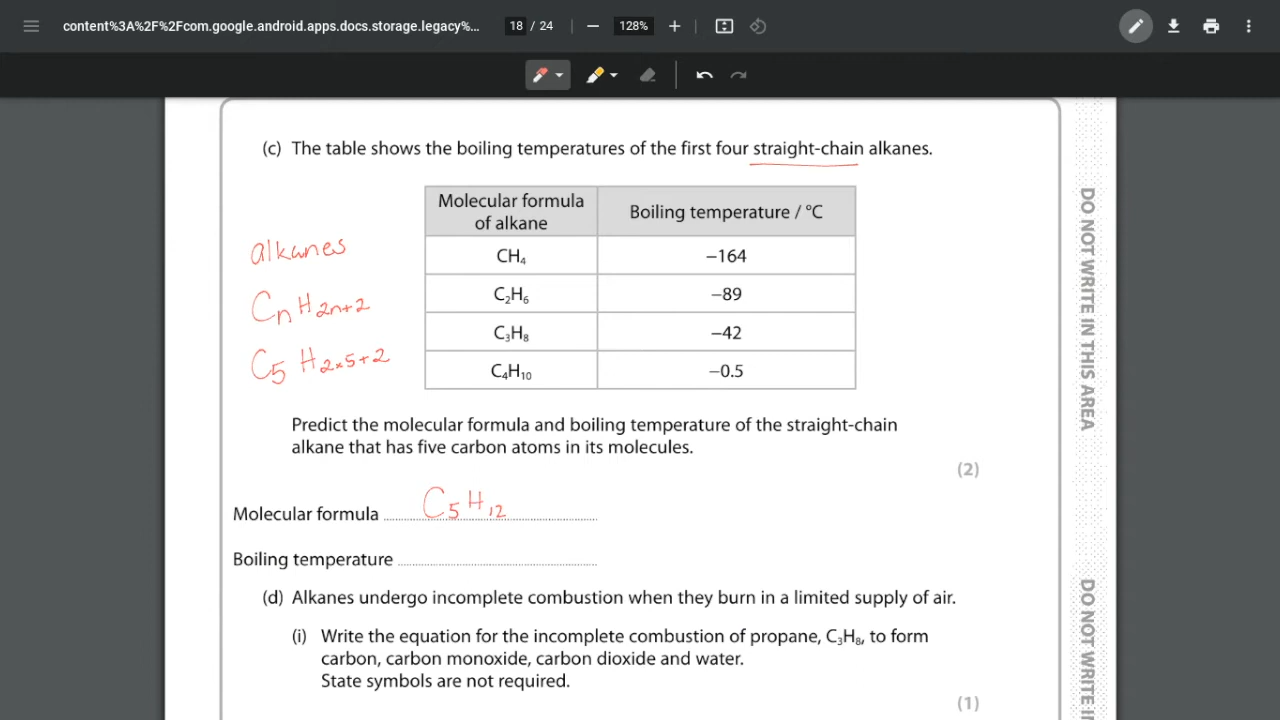 content%3A%2F%2Fcom.google.android.apps.docs.storage.legacy%... 18 / 24 128%
(c) The table shows the boiling temperatures of the first four straight-chain alkanes.
Molecular formula of alkane Boiling temperature / °C
CH₄ −164
C₂H₆ −89
C₃H₈ −42
C₄H₁₀ −0.5
alkanes
CnH2n+2
C5H2×5+2
Predict the molecular formula and boiling temperature of the straight-chain
alkane that has five carbon atoms in its molecules.
(2)
Molecular formula C₅H₁₂
Boiling temperature
(d) Alkanes undergo incomplete combustion when they burn in a limited supply of air.
(i) Write the equation for the incomplete combustion of propane, C₃H₈, to form
carbon, carbon monoxide, carbon dioxide and water.
State symbols are not required.
(1)
DO NOT WRITE IN THIS AREA
DO NOT WRITE I